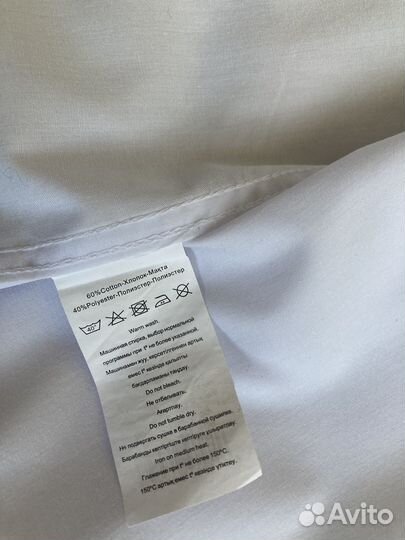 60%Cotton-Хлопок-Мақта
40%Polyester-Полиэстер-Полиэстер
40°
Warm wash.
Машинная стирка, выбор нормальной
программы при t° не более указанной.
Машинамен жуу, көрсетілгеннен артық
емес t° кезінде қалыпты
бағдарламаны таңдау.
Do not bleach.
Не отбеливать.
Ағартпау.
Do not tumble dry.
Не подвергать сушке в барабанной сушилке.
Барабанды кептіргіште кептіруге ұшыратпау.
Iron on medium heat.
Глажение при t° не более 150°C.
150°C артық емес t° кезінде үтіктеу.
Avito